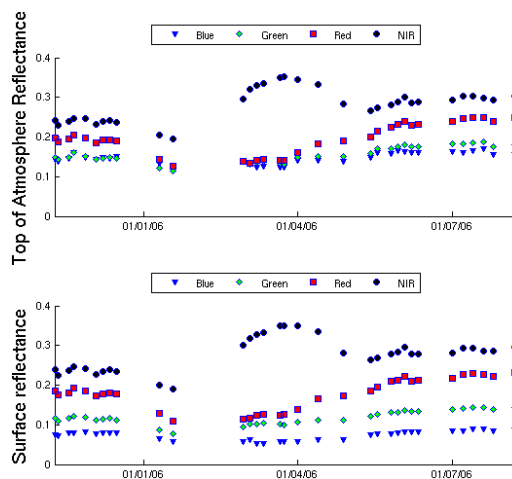 Blue Green Red NIR
Top of Atmosphere Reflectance
0.4
0.3
0.2
0.1
0
01/01/06 01/04/06 01/07/06
Blue Green Red NIR
Surface reflectance
0.4
0.3
0.2
0.1
0
01/01/06 01/04/06 01/07/06